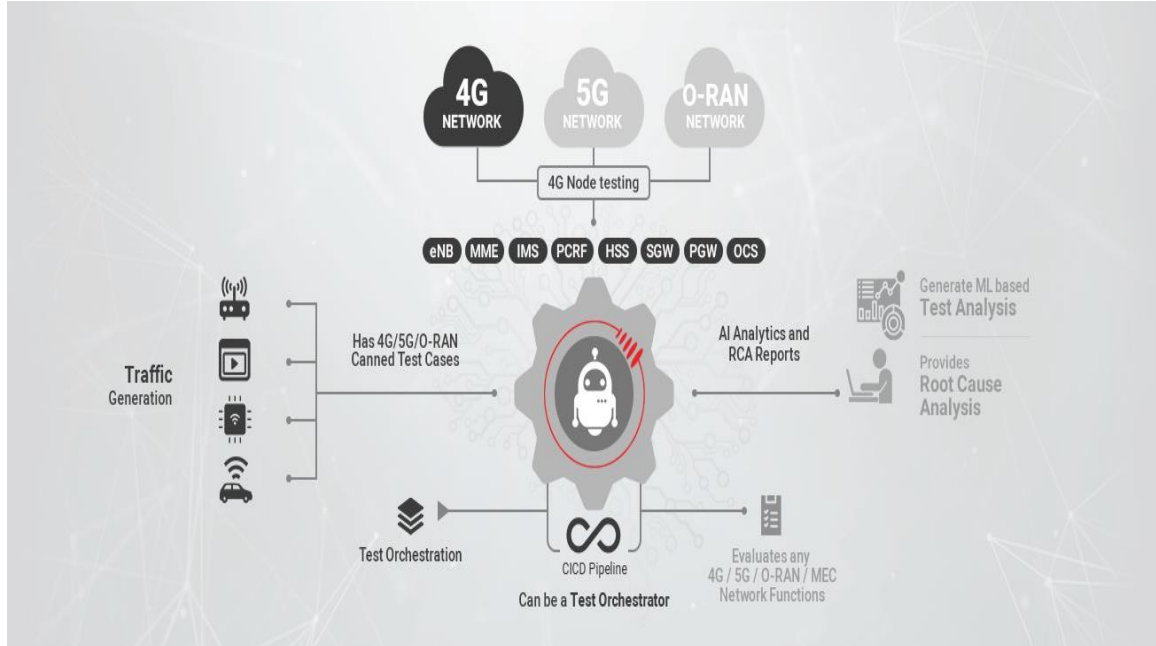 4G
NETWORK
5G
NETWORK
O-RAN
NETWORK
4G Node testing
eNB MME IMS PCRF HSS SGW PGW OCS
Traffic
Generation
Has 4G/5G/O-RAN
Canned Test Cases
AI Analytics and
RCA Reports
Generate ML based
Test Analysis
Provides
Root Cause
Analysis
Test Orchestration
CICD Pipeline
Can be a Test Orchestrator
Evaluates any
4G / 5G / O-RAN / MEC
Network Functions